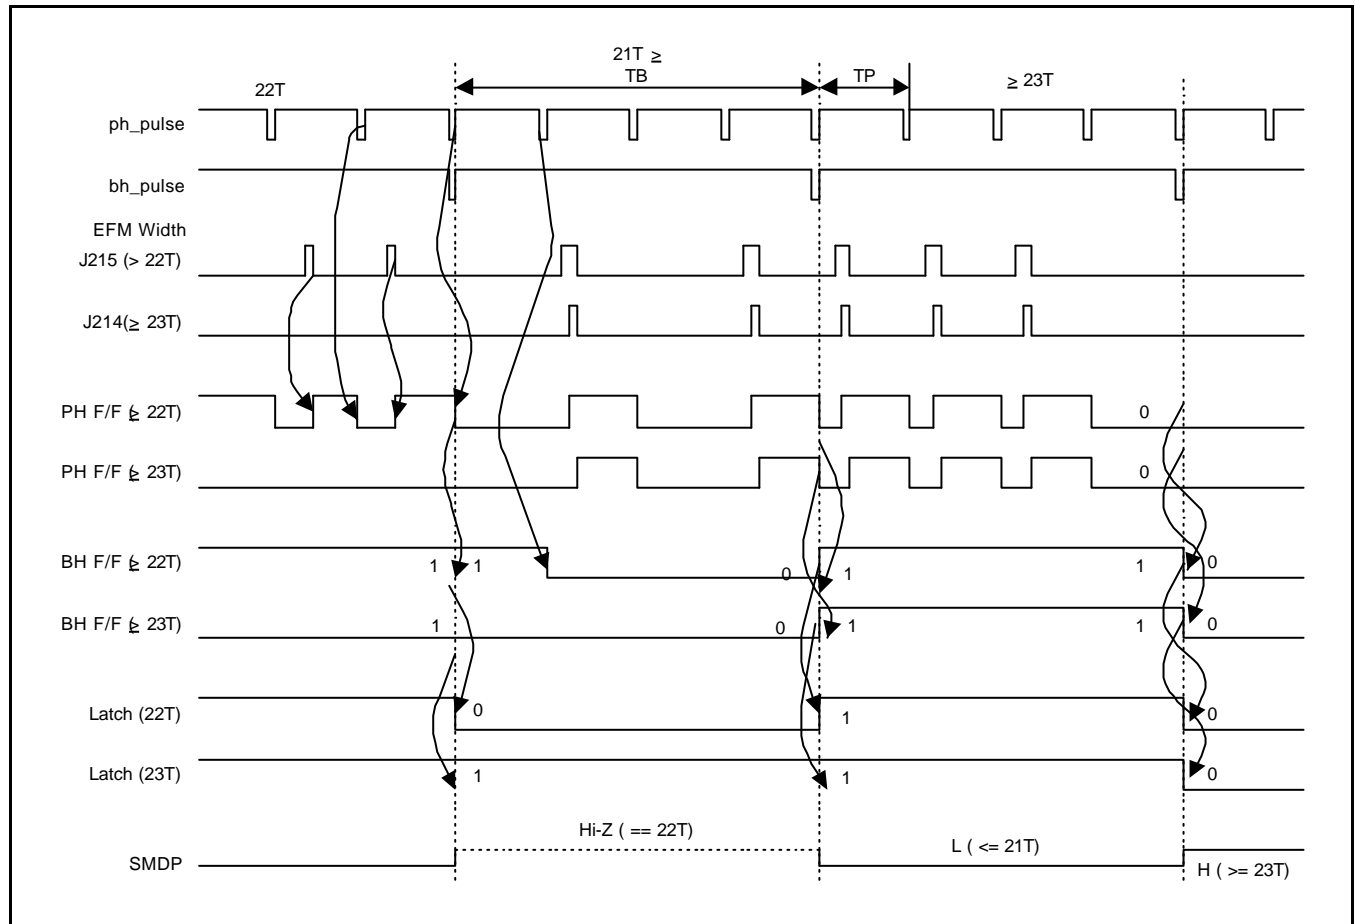 21T ≥
22T TB TP ≥ 23T
ph_pulse
bh_pulse
EFM Width
J215 (> 22T)
J214(≥ 23T)
PH F/F (≥ 22T) 0
PH F/F (≥ 23T) 0
BH F/F (≥ 22T) 1 1 0 1 1 0
BH F/F (≥ 23T) 1 0 1 1 0
Latch (22T) 0 1 0
Latch (23T) 1 1 0
Hi-Z ( == 22T)
L ( <= 21T)
SMDP
H ( >= 23T)